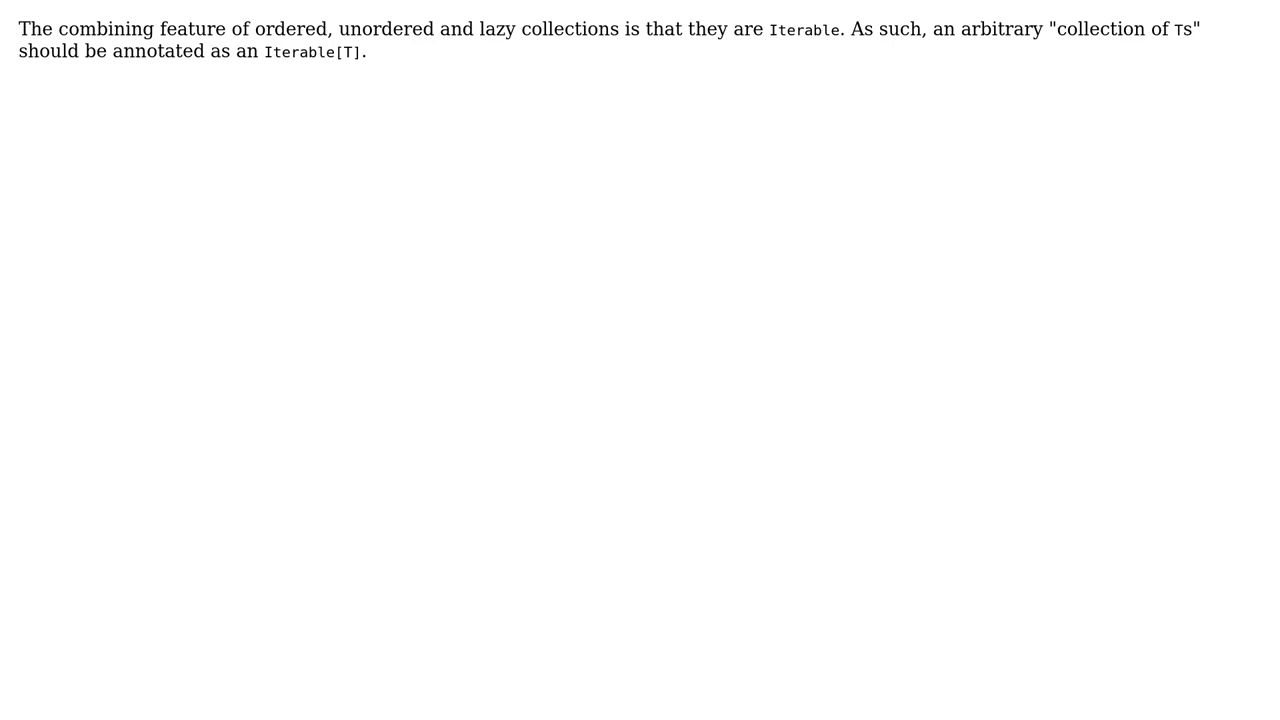 The combining feature of ordered, unordered and lazy collections is that they are Iterable. As such, an arbitrary "collection of Ts"
should be annotated as an Iterable[T].